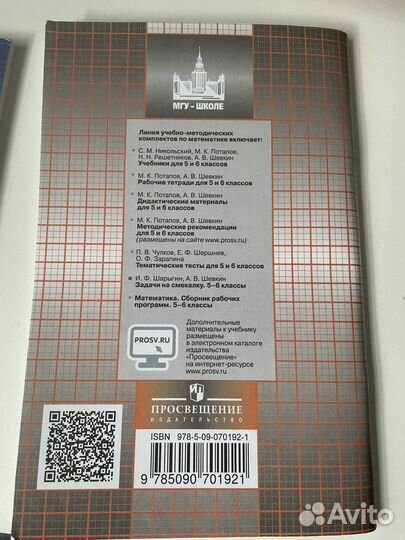 МГУ – ШКОЛЕ
Линия учебно-методических
комплектов по математике включает:
• С. М. Никольский, М. К. Потапов,
Н. Н. Решетников, А. В. Шевкин
Учебники для 5 и 6 классов
• М. К. Потапов, А. В. Шевкин
Рабочие тетради для 5 и 6 классов
• М. К. Потапов, А. В. Шевкин
Дидактические материалы
для 5 и 6 классов
• М. К. Потапов, А. В. Шевкин
Методические рекомендации
для 5 и 6 классов
(размещены на сайте www.prosv.ru)
• П. В. Чулков, Е. Ф. Шершнев,
О. Ф. Зарапина
Тематические тесты для 5 и 6 классов
• И. Ф. Шарыгин, А. В. Шевкин
Задачи на смекалку. 5–6 классы
• Математика. Сборник рабочих
программ. 5–6 классы
PROSV.RU
Дополнительные
материалы к учебнику
размещены
в электронном каталоге
издательства
«Просвещение»
на интернет-ресурсе
www.prosv.ru
ПРОСВЕЩЕНИЕ
ИЗДАТЕЛЬСТВО
ISBN 978-5-09-070192-1
9 785090 701921
Avito